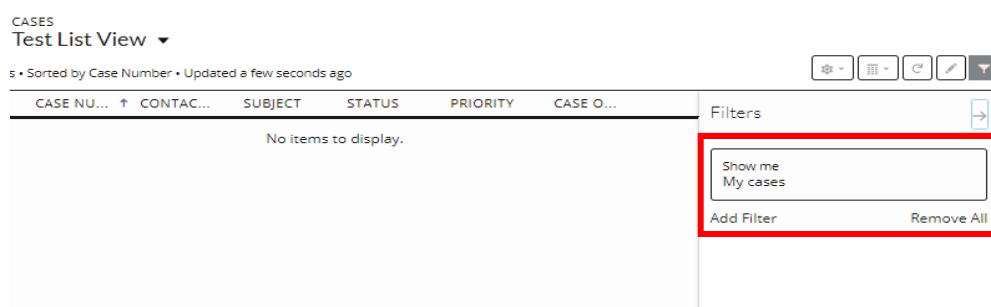 CASES
Test List View
s • Sorted by Case Number • Updated a few seconds ago
CASE NU... ↑ CONTAC... SUBJECT STATUS PRIORITY CASE O...
No items to display.
Filters
Show me
My cases
Add Filter Remove All